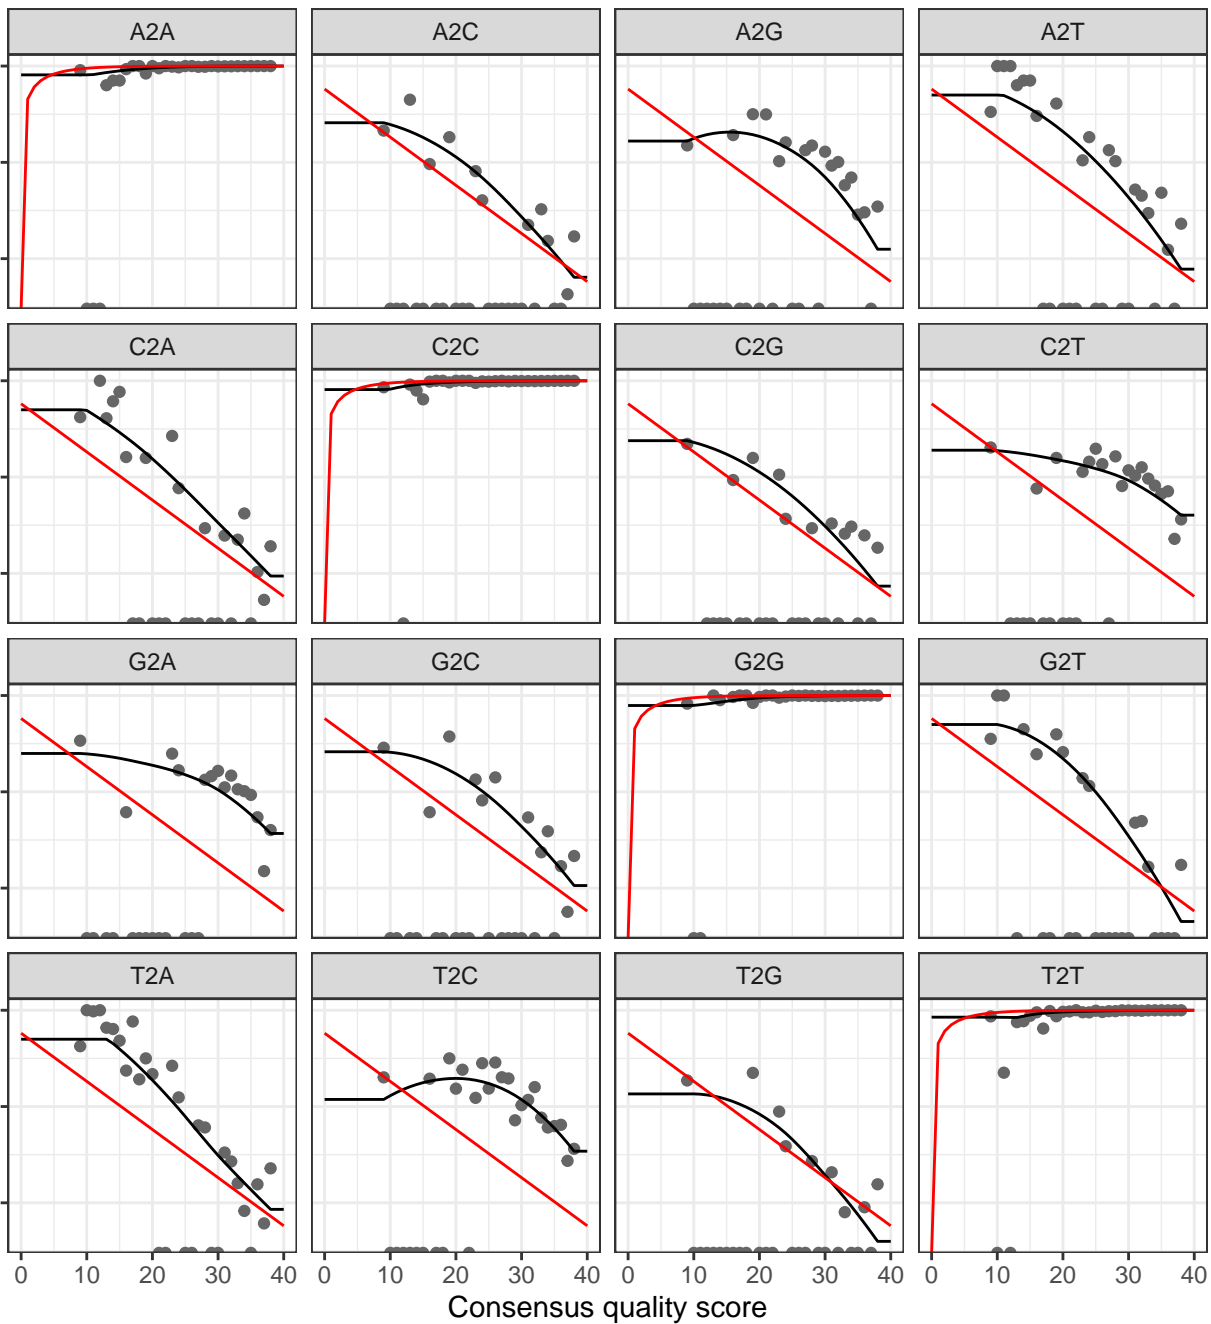 A2A A2C A2G A2T
C2A C2C C2G C2T
G2A G2C G2G G2T
T2A T2C T2G T2T
0 10 20 30 40 0 10 20 30 40 0 10 20 30 40 0 10 20 30 40
Consensus quality score